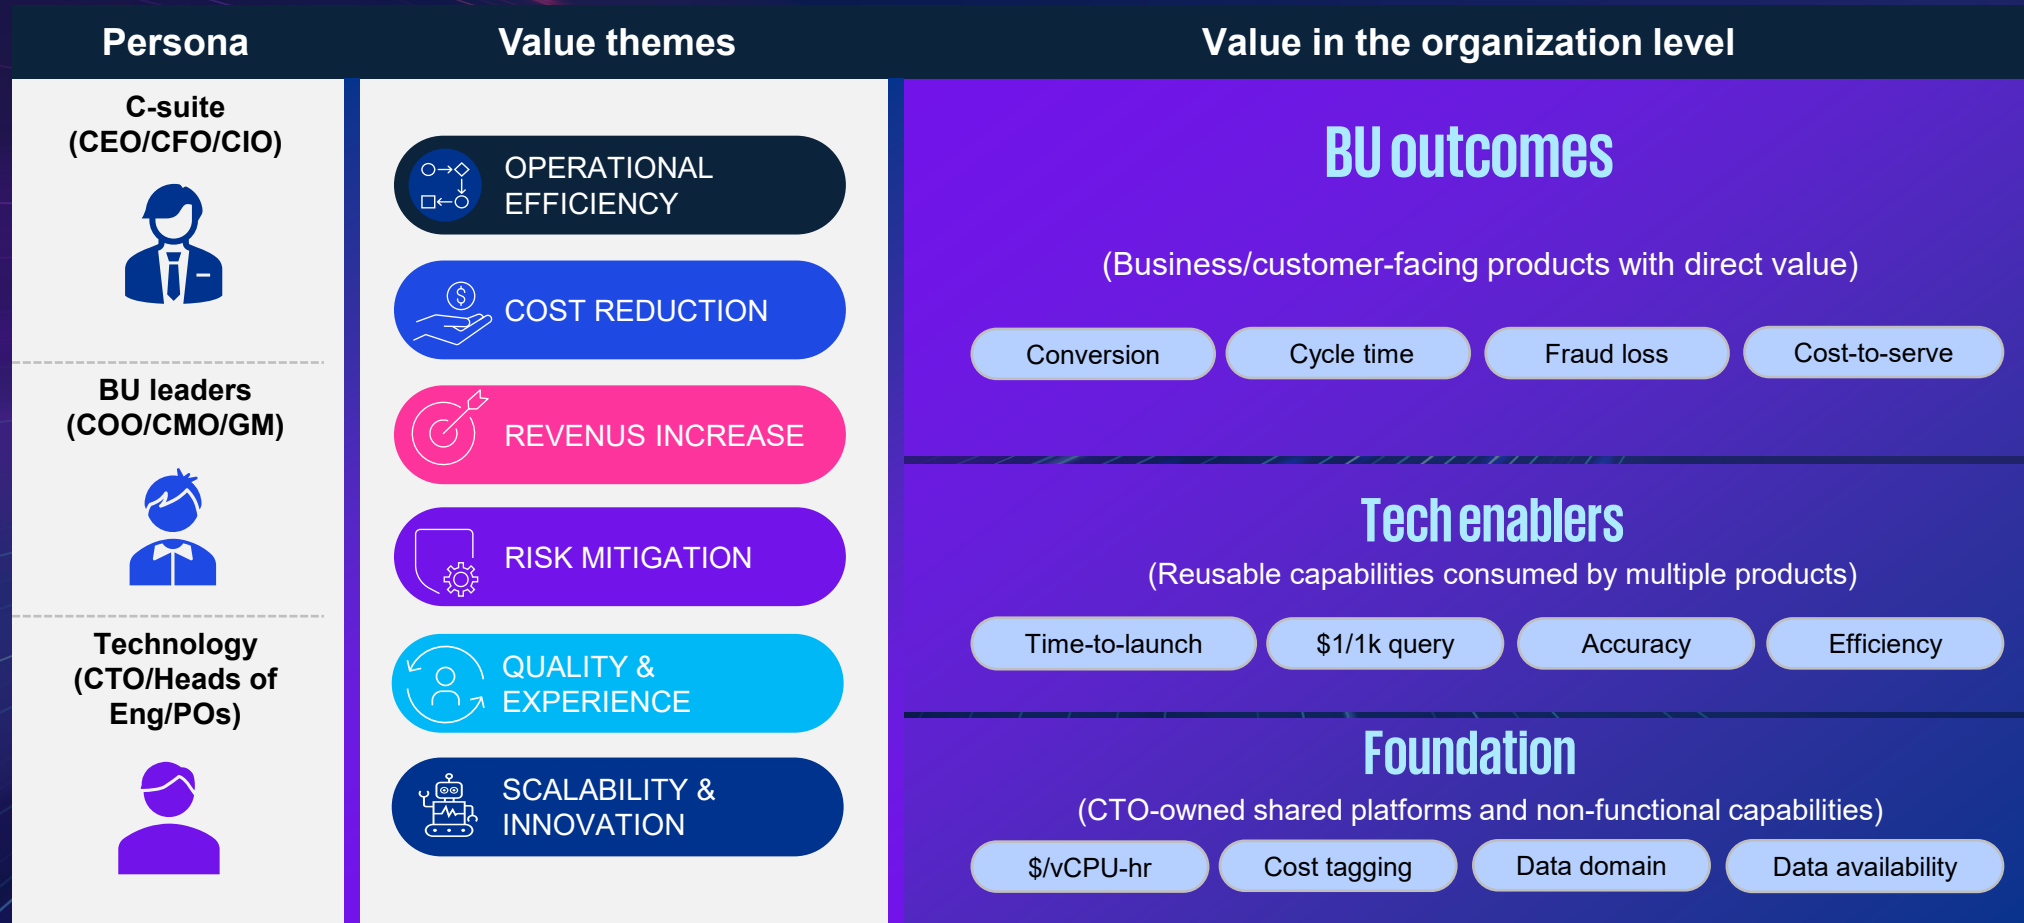 Persona
Value themes
Value in the organization level
C-suite
(CEO/CFO/CIO)
BU leaders
(COO/CMO/GM)
Technology
(CTO/Heads of
Eng/POs)
OPERATIONAL
EFFICIENCY
$
COST REDUCTION
REVENUS INCREASE
RISK MITIGATION
QUALITY &
EXPERIENCE
SCALABILITY &
INNOVATION
BU outcomes
(Business/customer-facing products with direct value)
Conversion
Cycle time
Fraud loss
Cost-to-serve
Tech enablers
(Reusable capabilities consumed by multiple products)
Time-to-launch
$1/1k query
Accuracy
Efficiency
Foundation
(CTO-owned shared platforms and non-functional capabilities)
$/vCPU-hr
Cost tagging
Data domain
Data availability